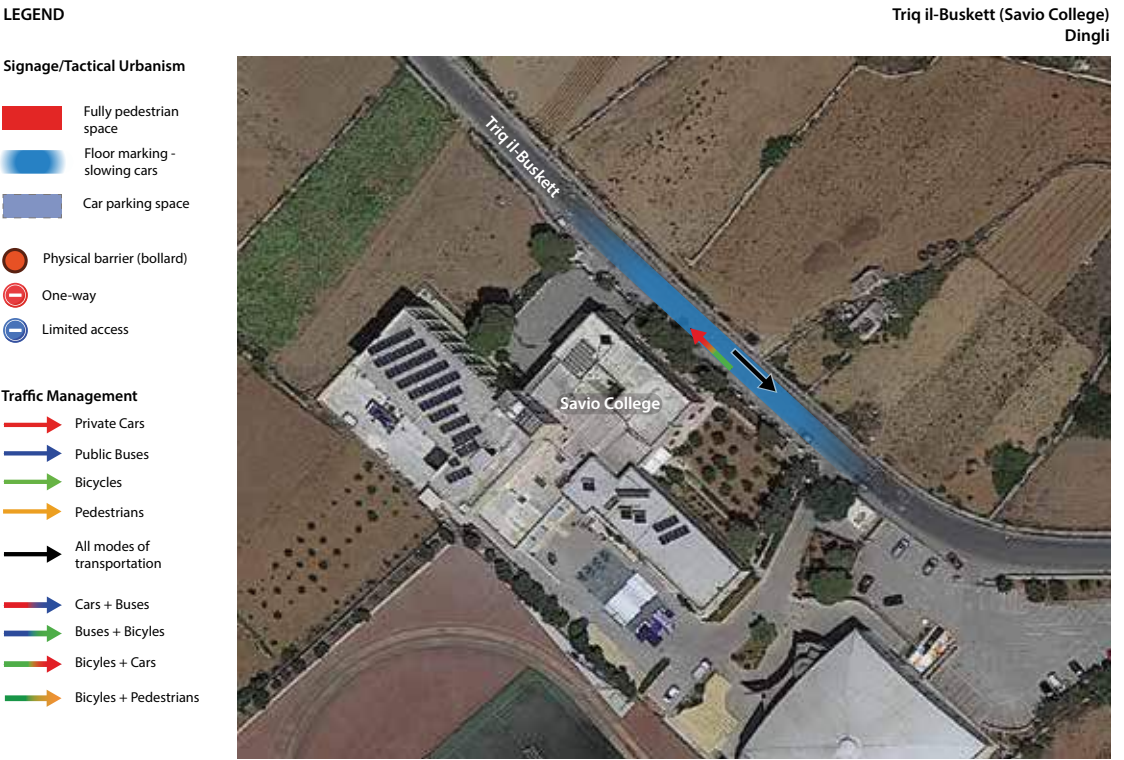 LEGEND
Triq il-Buskett (Savio College)
Dingli
Signage/Tactical Urbanism
Fully pedestrian
space
Floor marking -
slowing cars
Car parking space
Physical barrier (bollard)
One-way
Limited access
Traffic Management
Private Cars
Public Buses
Bicycles
Pedestrians
All modes of
transportation
Cars + Buses
Buses + Bicyles
Bicyles + Cars
Bicyles + Pedestrians
Triq il-Buskett
Savio College